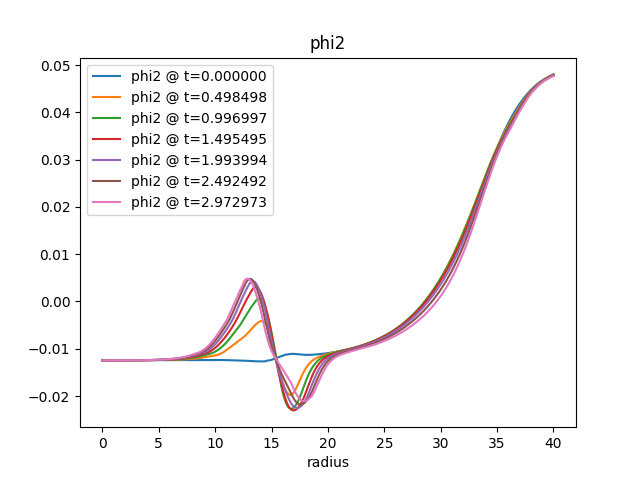 phi2
0.05
0.04
0.03
0.02
0.01
0.00
−0.01
−0.02
phi2 @ t=0.000000
phi2 @ t=0.498498
phi2 @ t=0.996997
phi2 @ t=1.495495
phi2 @ t=1.993994
phi2 @ t=2.492492
phi2 @ t=2.972973
0 5 10 15 20 25 30 35 40
radius